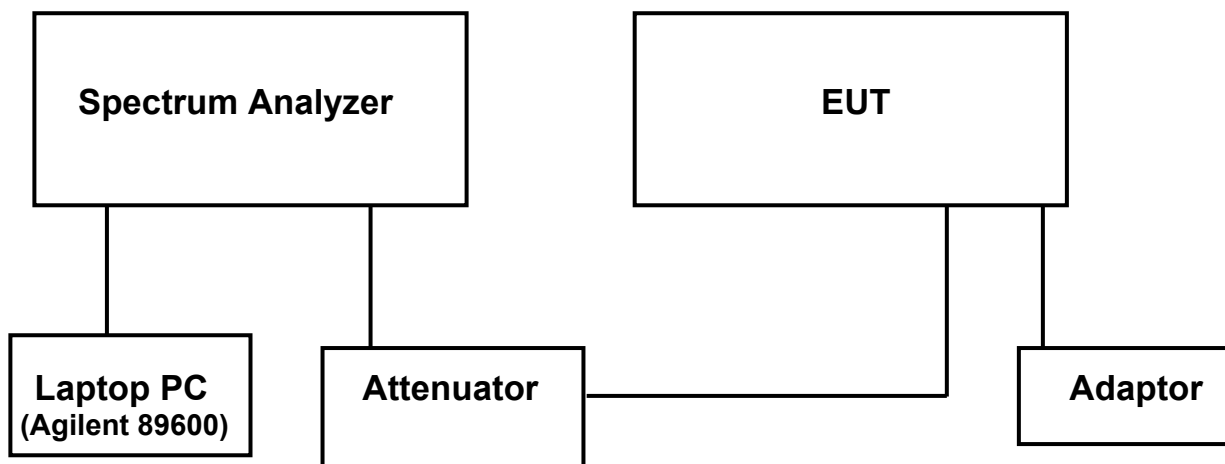 Spectrum Analyzer
EUT
Laptop PC
(Agilent 89600)
Attenuator
Adaptor